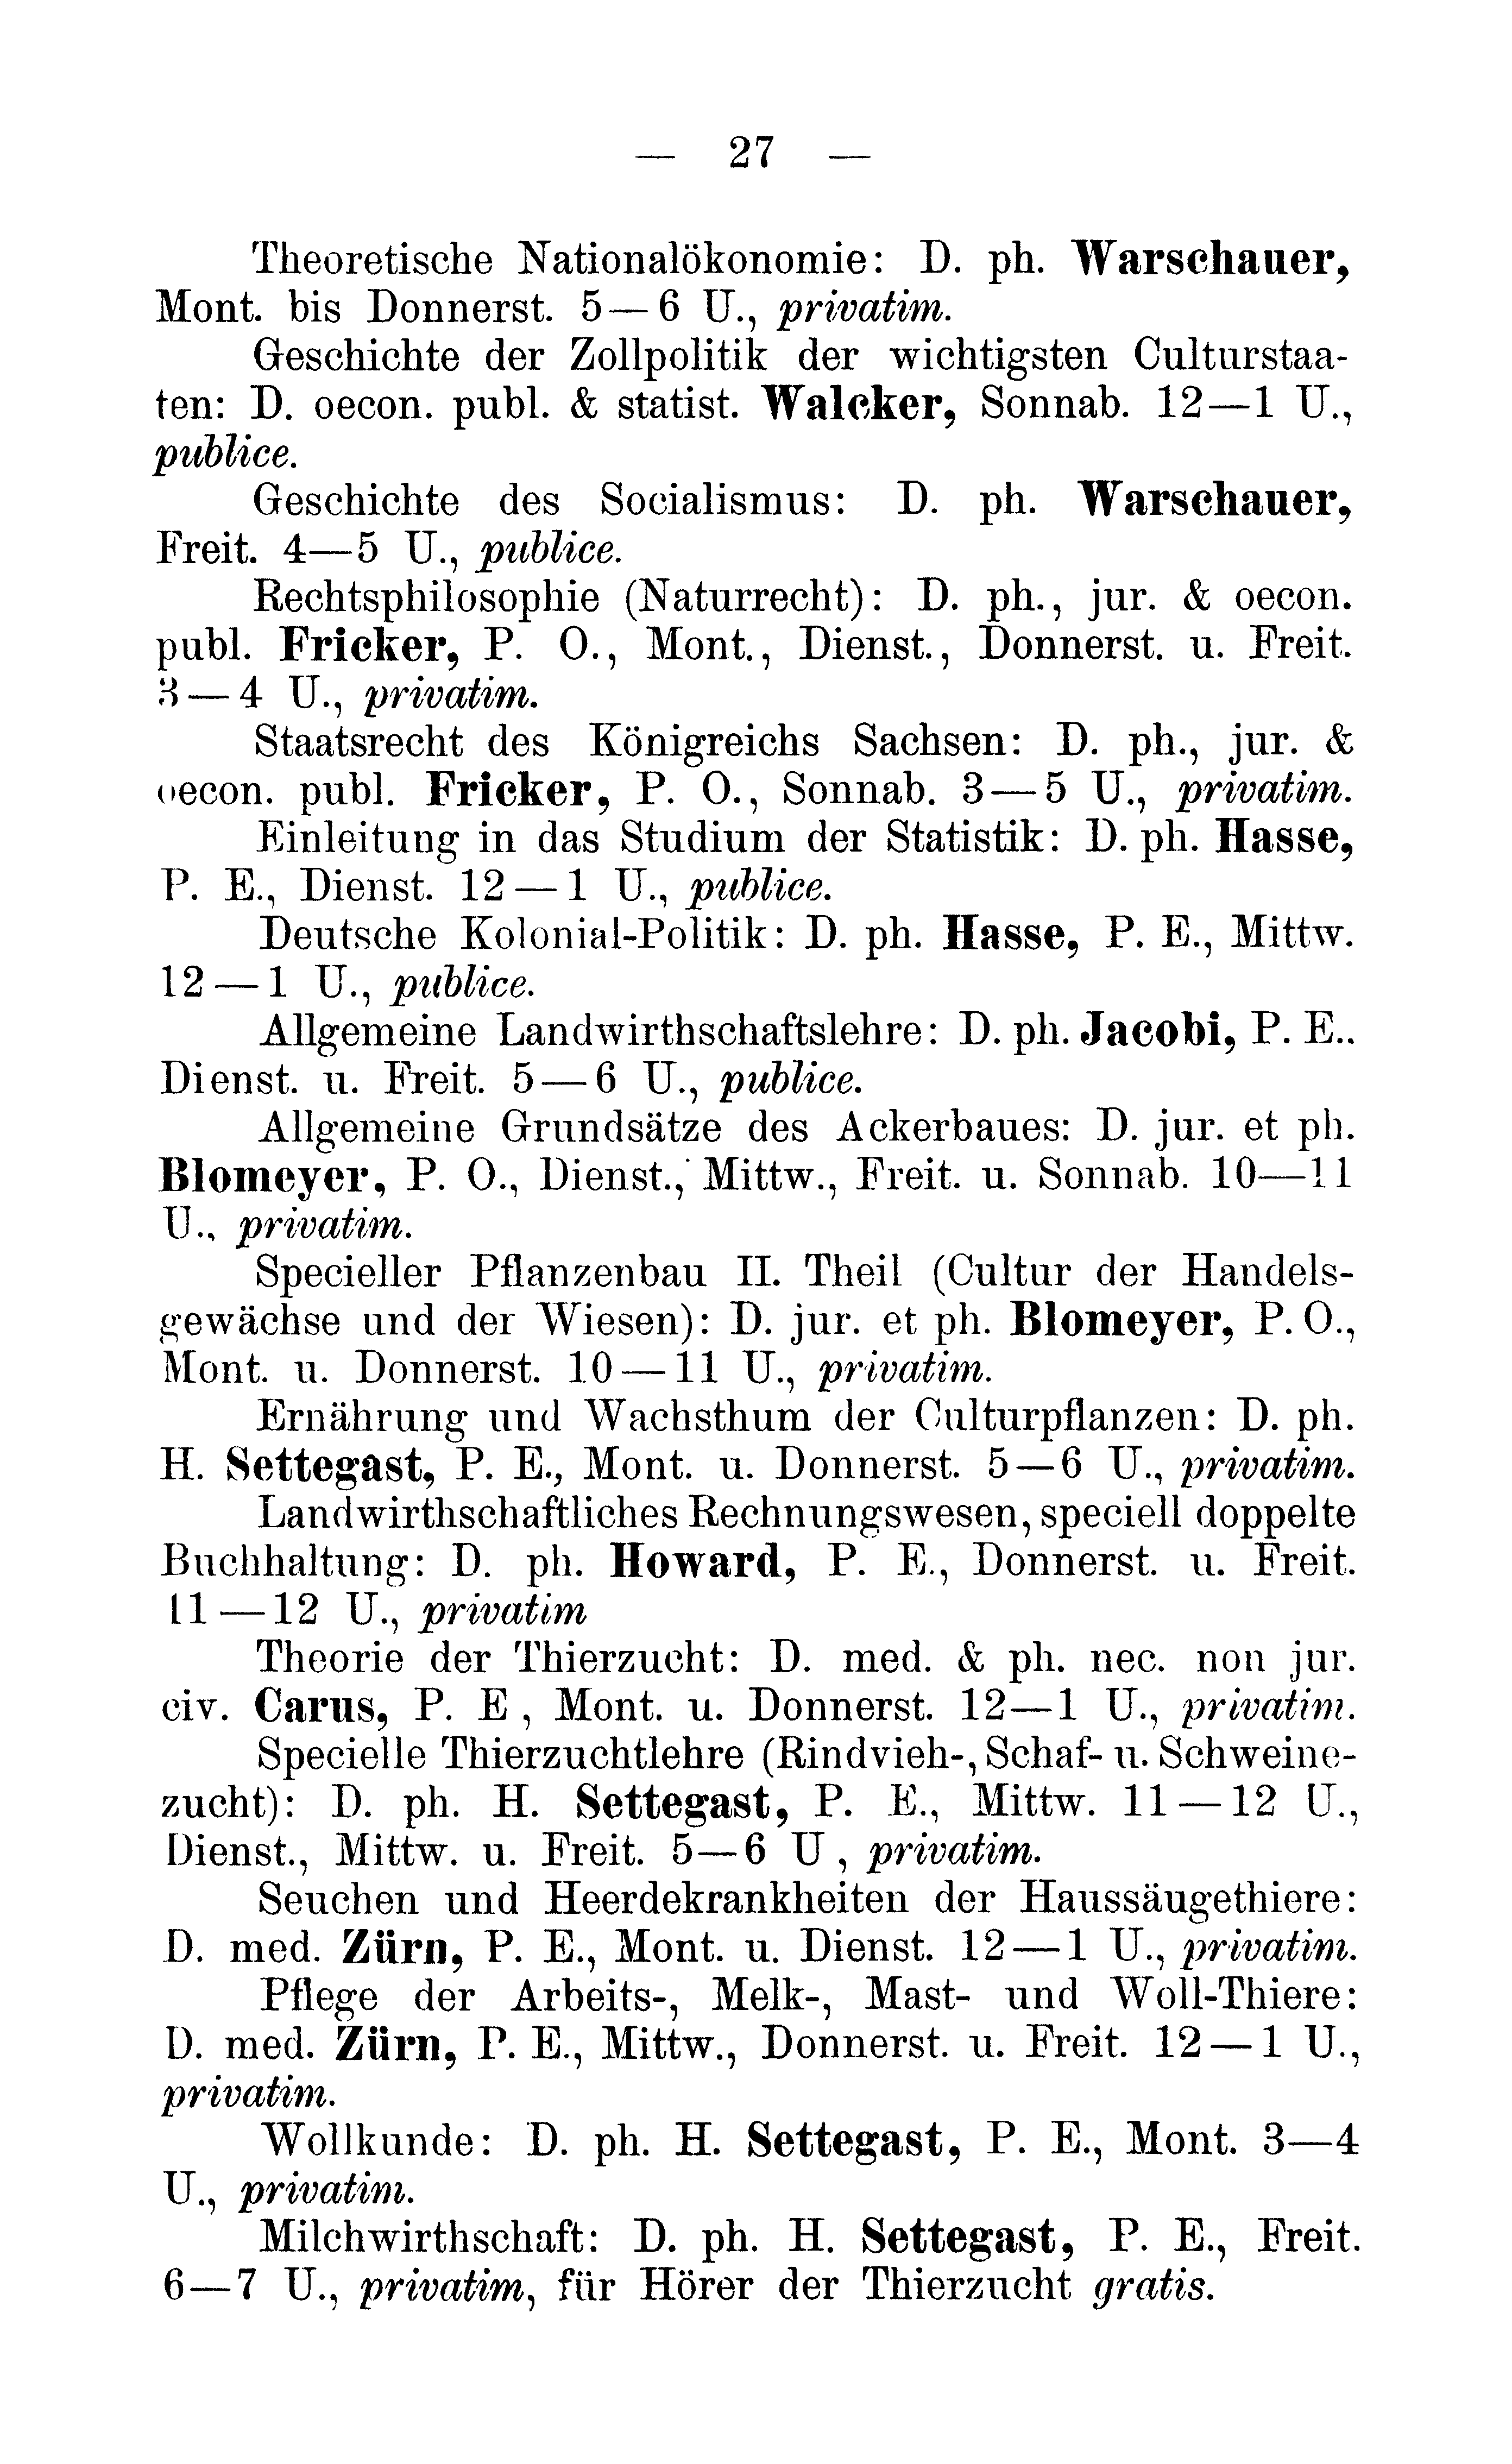 — 27 —
Theoretische Nationalökonomie: D. ph. Warschauer,
Mont. bis Donnerst. 5—6 U., privatim.
Geschichte der Zollpolitik der wichtigsten Culturstaa-
ten: D. oecon. publ. & statist. Walcker, Sonnab. 12—1 U.,
publice.
Geschichte des Socialismus: D. ph. Warschauer,
Freit. 4—5 U., publice.
Rechtsphilosophie (Naturrecht): D. ph., jur. & oecon.
publ. Fricker, P. O., Mont., Dienst., Donnerst. u. Freit.
3—4 U., privatim.
Staatsrecht des Königreichs Sachsen: D. ph., jur. &
oecon. publ. Fricker, P. O., Sonnab. 3—5 U., privatim.
Einleitung in das Studium der Statistik: D. ph. Hasse,
P. E., Dienst. 12—1 U., publice.
Deutsche Kolonial-Politik: D. ph. Hasse, P. E., Mittw.
12—1 U., publice.
Allgemeine Landwirthschaftslehre: D. ph. Jacobi, P. E..
Dienst. u. Freit. 5—6 U., publice.
Allgemeine Grundsätze des Ackerbaues: D. jur. et ph.
Blomeyer, P. O., Dienst., Mittw., Freit. u. Sonnab. 10—11
U., privatim.
Specieller Pflanzenbau II. Theil (Cultur der Handels-
gewächse und der Wiesen): D. jur. et ph. Blomeyer, P. O.,
Mont. u. Donnerst. 10—11 U., privatim.
Ernährung und Wachsthum der Culturpflanzen: D. ph.
H. Settegast, P. E., Mont. u. Donnerst. 5—6 U., privatim.
Landwirthschaftliches Rechnungswesen, speciell doppelte
Buchhaltung: D. ph. Howard, P. E., Donnerst. u. Freit.
11—12 U., privatim
Theorie der Thierzucht: D. med. & ph. nec. non jur.
civ. Carus, P. E , Mont. u. Donnerst. 12—1 U., privatim.
Specielle Thierzuchtlehre (Rindvieh-, Schaf- u. Schweine-
zucht): D. ph. H. Settegast, P. E., Mittw. 11—12 U.,
Dienst., Mittw. u. Freit. 5—6 U , privatim.
Seuchen und Heerdekrankheiten der Haussäugethiere:
D. med. Zürn, P. E., Mont. u. Dienst. 12—1 U., privatim.
Pflege der Arbeits-, Melk-, Mast- und Woll-Thiere:
D. med. Zürn, P. E., Mittw., Donnerst. u. Freit. 12—1 U.,
privatim.
Wollkunde: D. ph. H. Settegast, P. E., Mont. 3—4
U., privatim.
Milchwirthschaft: D. ph. H. Settegast, P. E., Freit.
6—7 U., privatim, für Hörer der Thierzucht gratis.